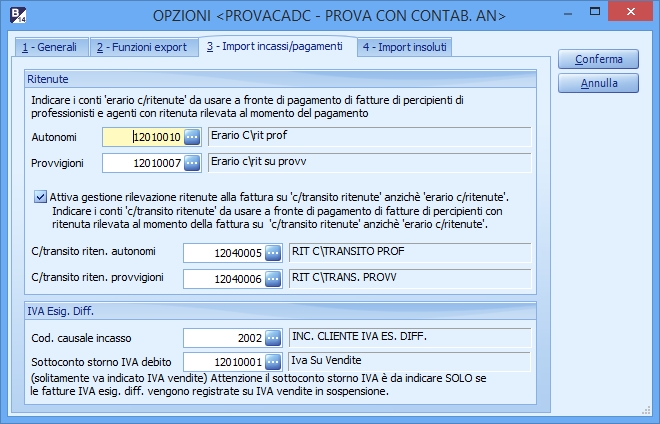 B.
14
OPZIONI <PROVACADC - PROVA CON CONTAB. AN>
1 - Generali
2 - Funzioni export
3 - Import incassi/pagamenti
4 - Import insoluti
Conferma
Annulla
Ritenute
Indicare i conti 'erario c/ritenute' da usare a fronte di pagamento di fatture di percipienti di
professionisti e agenti con ritenuta rilevata al momento del pagamento
Autonomi 12010010 ... Erario C\rit prof
Provvigioni 12010007 ... Erario c\rit su provv
Attiva gestione rilevazione ritenute alla fattura su 'c/transito ritenute' anzichè 'erario c/ritenute'.
Indicare i conti 'c/transito ritenute' da usare a fronte di pagamento di fatture di percipienti con
ritenuta rilevata al momento della fattura su 'c/transito ritenute' anzichè 'erario c/ritenute'.
C/transito riten. autonomi 12040005 ... RIT C\TRANSITO PROF
C/transito riten. provvigioni 12040006 ... RIT C\TRANS. PROVV
IVA Esig. Diff.
Cod. causale incasso 2002 ... INC. CLIENTE IVA ES. DIFF.
Sottoconto storno IVA debito 12010001 ... Iva Su Vendite
(solitamente va indicato IVA vendite) Attenzione il sottoconto storno IVA è da indicare SOLO se
le fatture IVA esig. diff. vengono registrate su IVA vendite in sospensione.